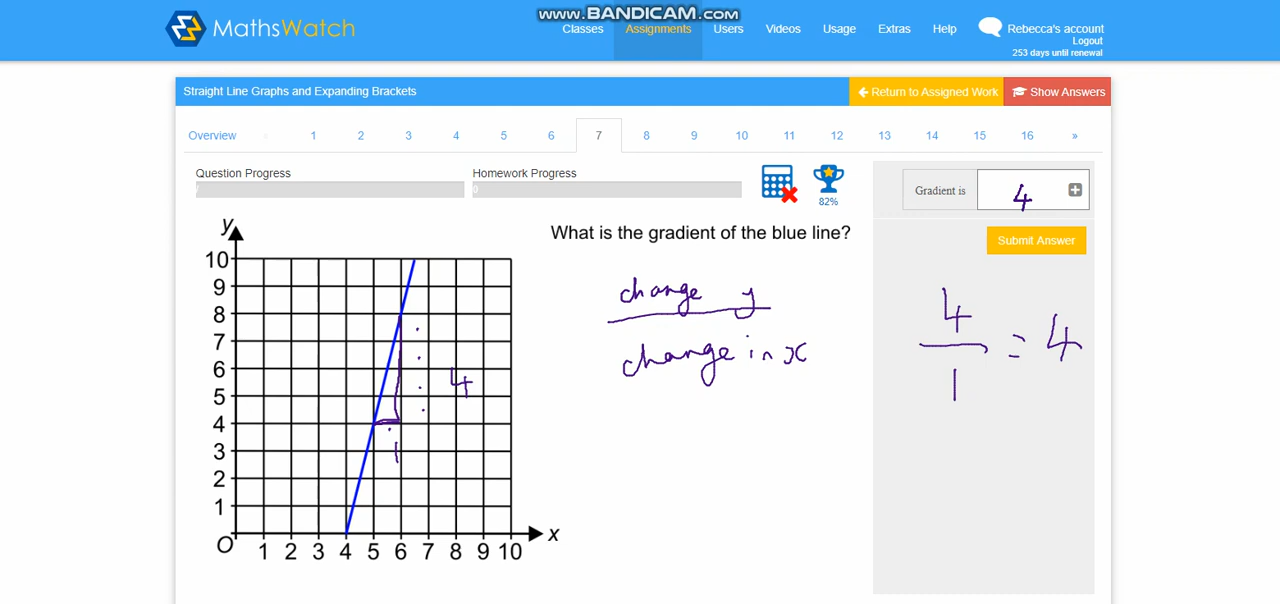 www.BANDICAM.com
MathsWatch
Classes Assignments Users Videos Usage Extras Help Rebecca's account
Logout
253 days until renewal
Straight Line Graphs and Expanding Brackets
Return to Assigned Work
Show Answers
Overview 1 2 3 4 5 6 7 8 9 10 11 12 13 14 15 16 »
Question Progress
Homework Progress
0
82%
Gradient is
4
Submit Answer
What is the gradient of the blue line?
change y
change in x
4
1
= 4
y
10
9
8
7
6
5
4
3
2
1
O
1 2 3 4 5 6 7 8 9 10
x
4
1